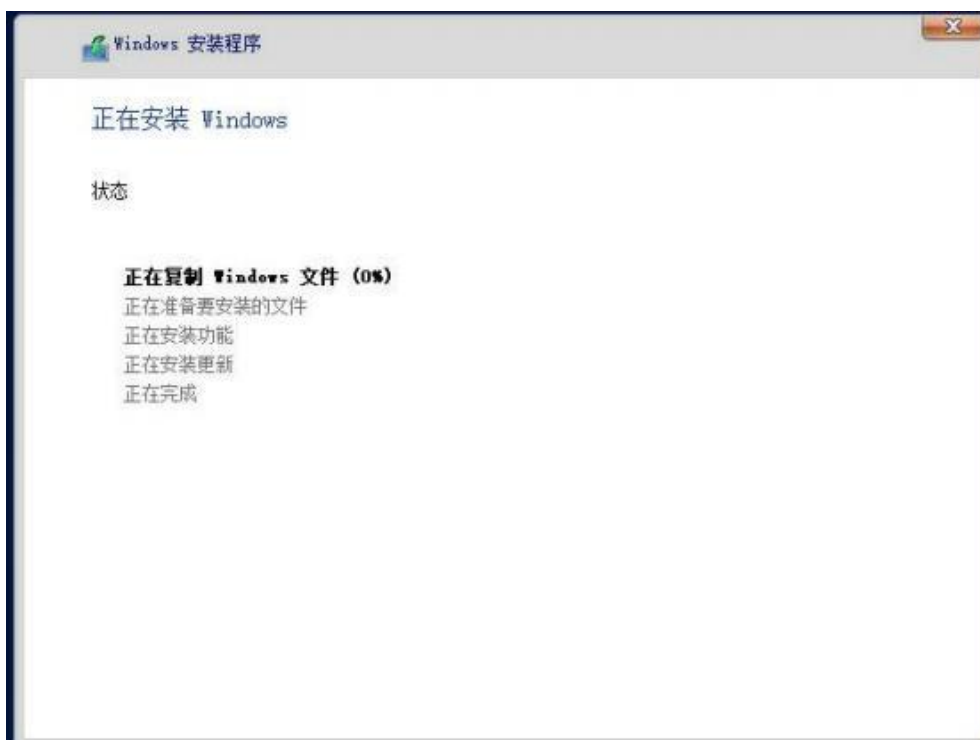 Windows 安装程序
正在安装 Windows
状态
正在复制 Windows 文件 (0%)
正在准备要安装的文件
正在安装功能
正在安装更新
正在完成